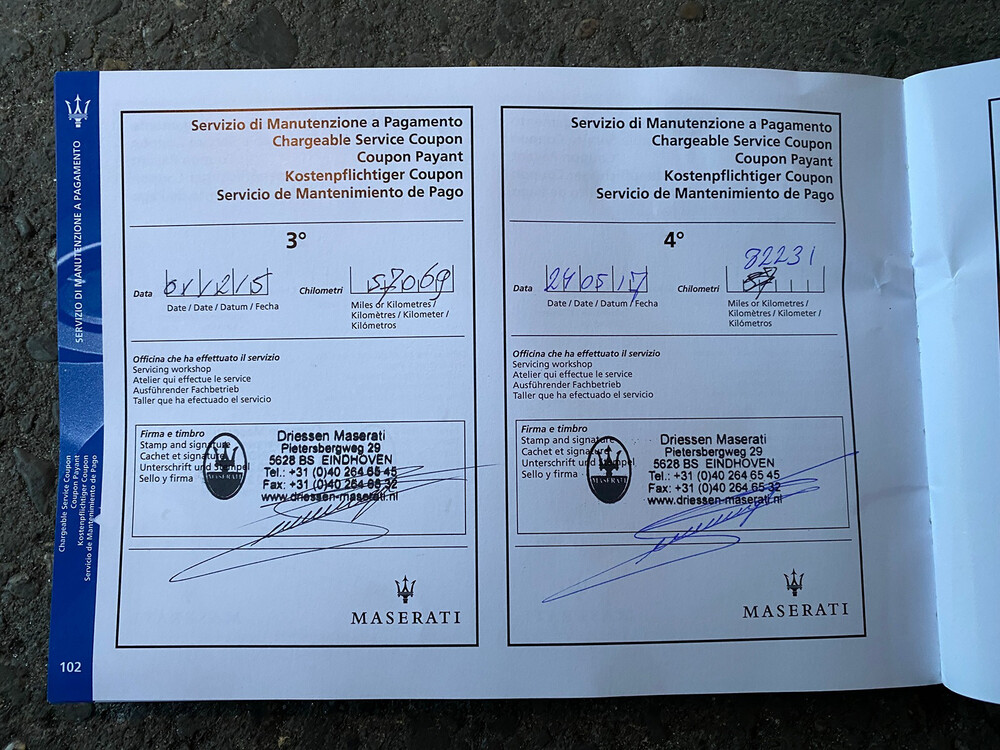 SERVIZIO DI MANUTENZIONE A PAGAMENTO
Chargeable Service Coupon
Coupon Payant
Kostenpflichtiger Coupon
Servicio de Mantenimiento de Pago
102
Servizio di Manutenzione a Pagamento
Chargeable Service Coupon
Coupon Payant
Kostenpflichtiger Coupon
Servicio de Mantenimiento de Pago
3°
Data 01 12 15 Chilometri 57069
Date / Date / Datum / Fecha
Miles or Kilometres /
Kilomètres / Kilometer /
Kilómetros
Officina che ha effettuato il servizio
Servicing workshop
Atelier qui effectue le service
Ausführender Fachbetrieb
Taller que ha efectuado el servicio
Firma e timbro
Stamp and signature
Cachet et signature
Unterschrift und Stempel
Sello y firma
MASERATI
Driessen Maserati
Pietersbergweg 29
5628 BS EINDHOVEN
Tel.: +31 (0)40 264 65 45
Fax: +31 (0)40 264 65 32
www.driessen-maserati.nl
MASERATI
Servizio di Manutenzione a Pagamento
Chargeable Service Coupon
Coupon Payant
Kostenpflichtiger Coupon
Servicio de Mantenimiento de Pago
4°
82231
Data 24 05 17 Chilometri
Date / Date / Datum / Fecha
Miles or Kilometres /
Kilomètres / Kilometer /
Kilómetros
Officina che ha effettuato il servizio
Servicing workshop
Atelier qui effectue le service
Ausführender Fachbetrieb
Taller que ha efectuado el servicio
Firma e timbro
Stamp and signature
Cachet et signature
Unterschrift und Stempel
Sello y firma
MASERATI
Driessen Maserati
Pietersbergweg 29
5628 BS EINDHOVEN
Tel.: +31 (0)40 264 65 45
Fax: +31 (0)40 264 65 32
www.driessen-maserati.nl
MASERATI